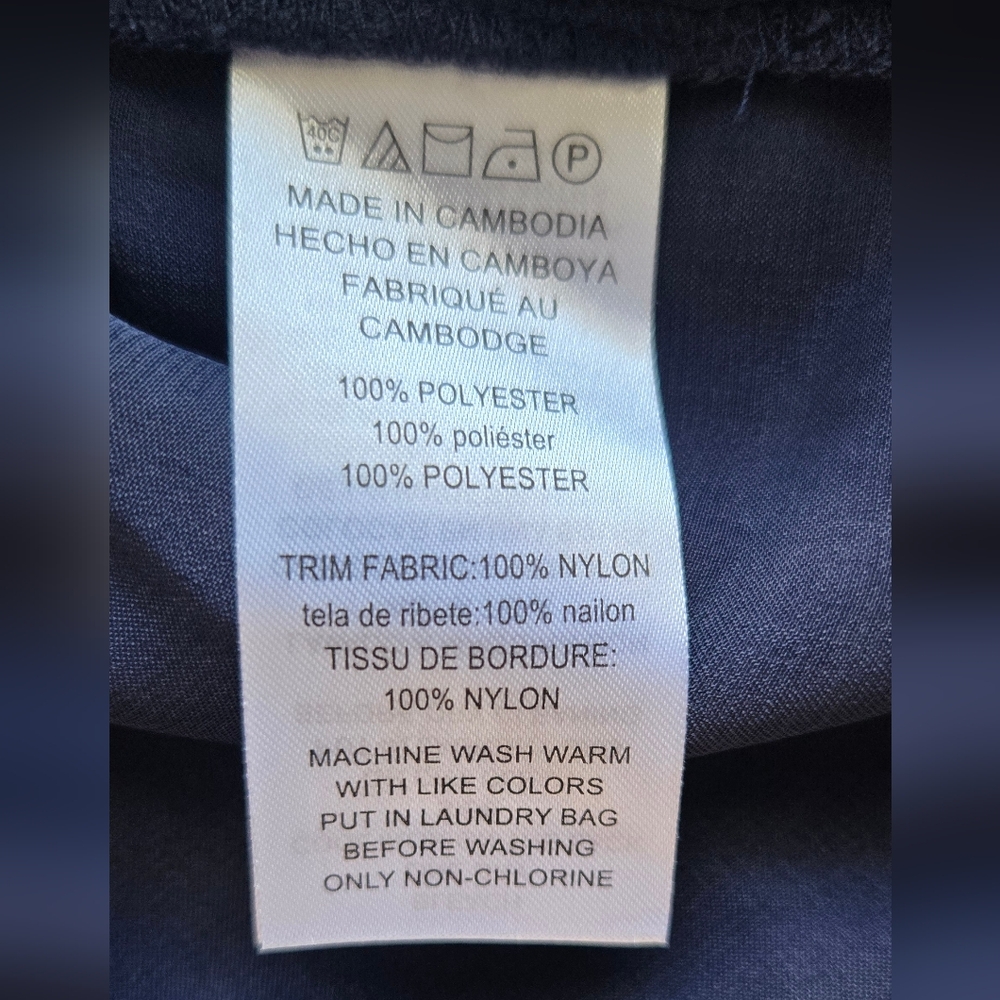 40C
P
MADE IN CAMBODIA
HECHO EN CAMBOYA
FABRIQUÉ AU
CAMBODGE
100% POLYESTER
100% poliéster
100% POLYESTER
TRIM FABRIC:100% NYLON
tela de ribete:100% nailon
TISSU DE BORDURE:
100% NYLON
MACHINE WASH WARM
WITH LIKE COLORS
PUT IN LAUNDRY BAG
BEFORE WASHING
ONLY NON-CHLORINE